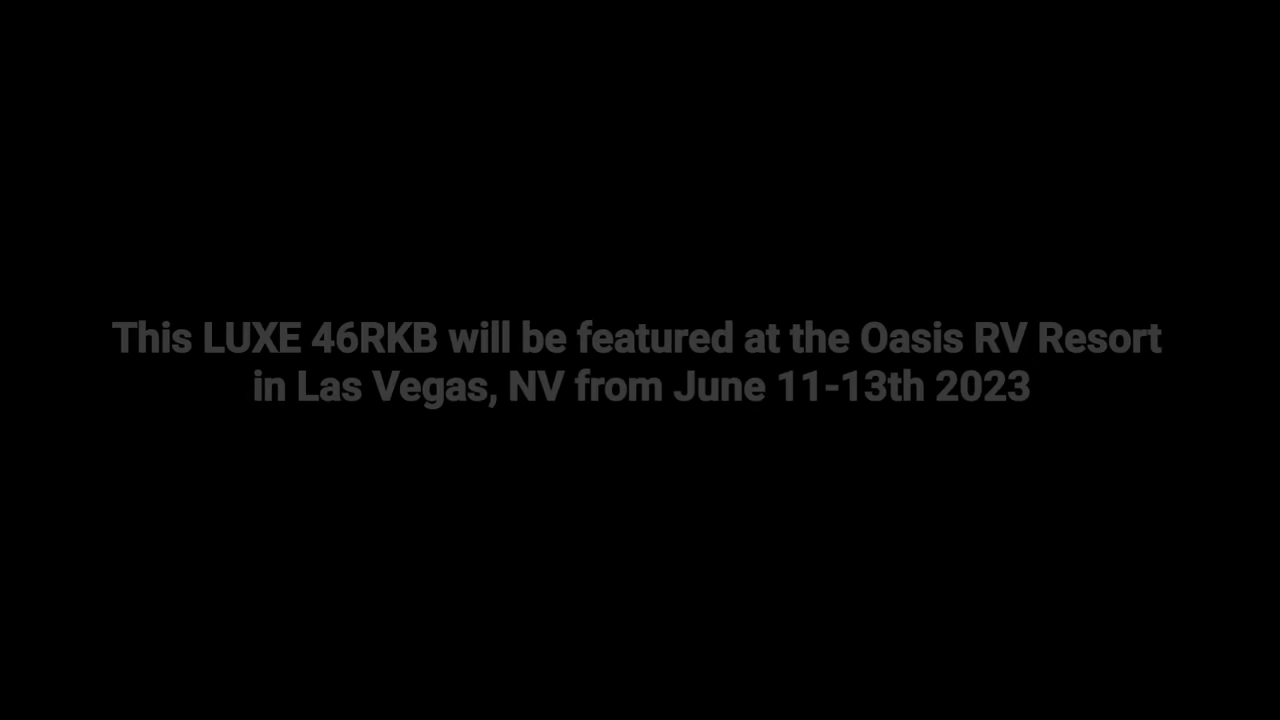 This LUXE 46RKB will be featured at the Oasis RV Resort
in Las Vegas, NV from June 11-13th 2023